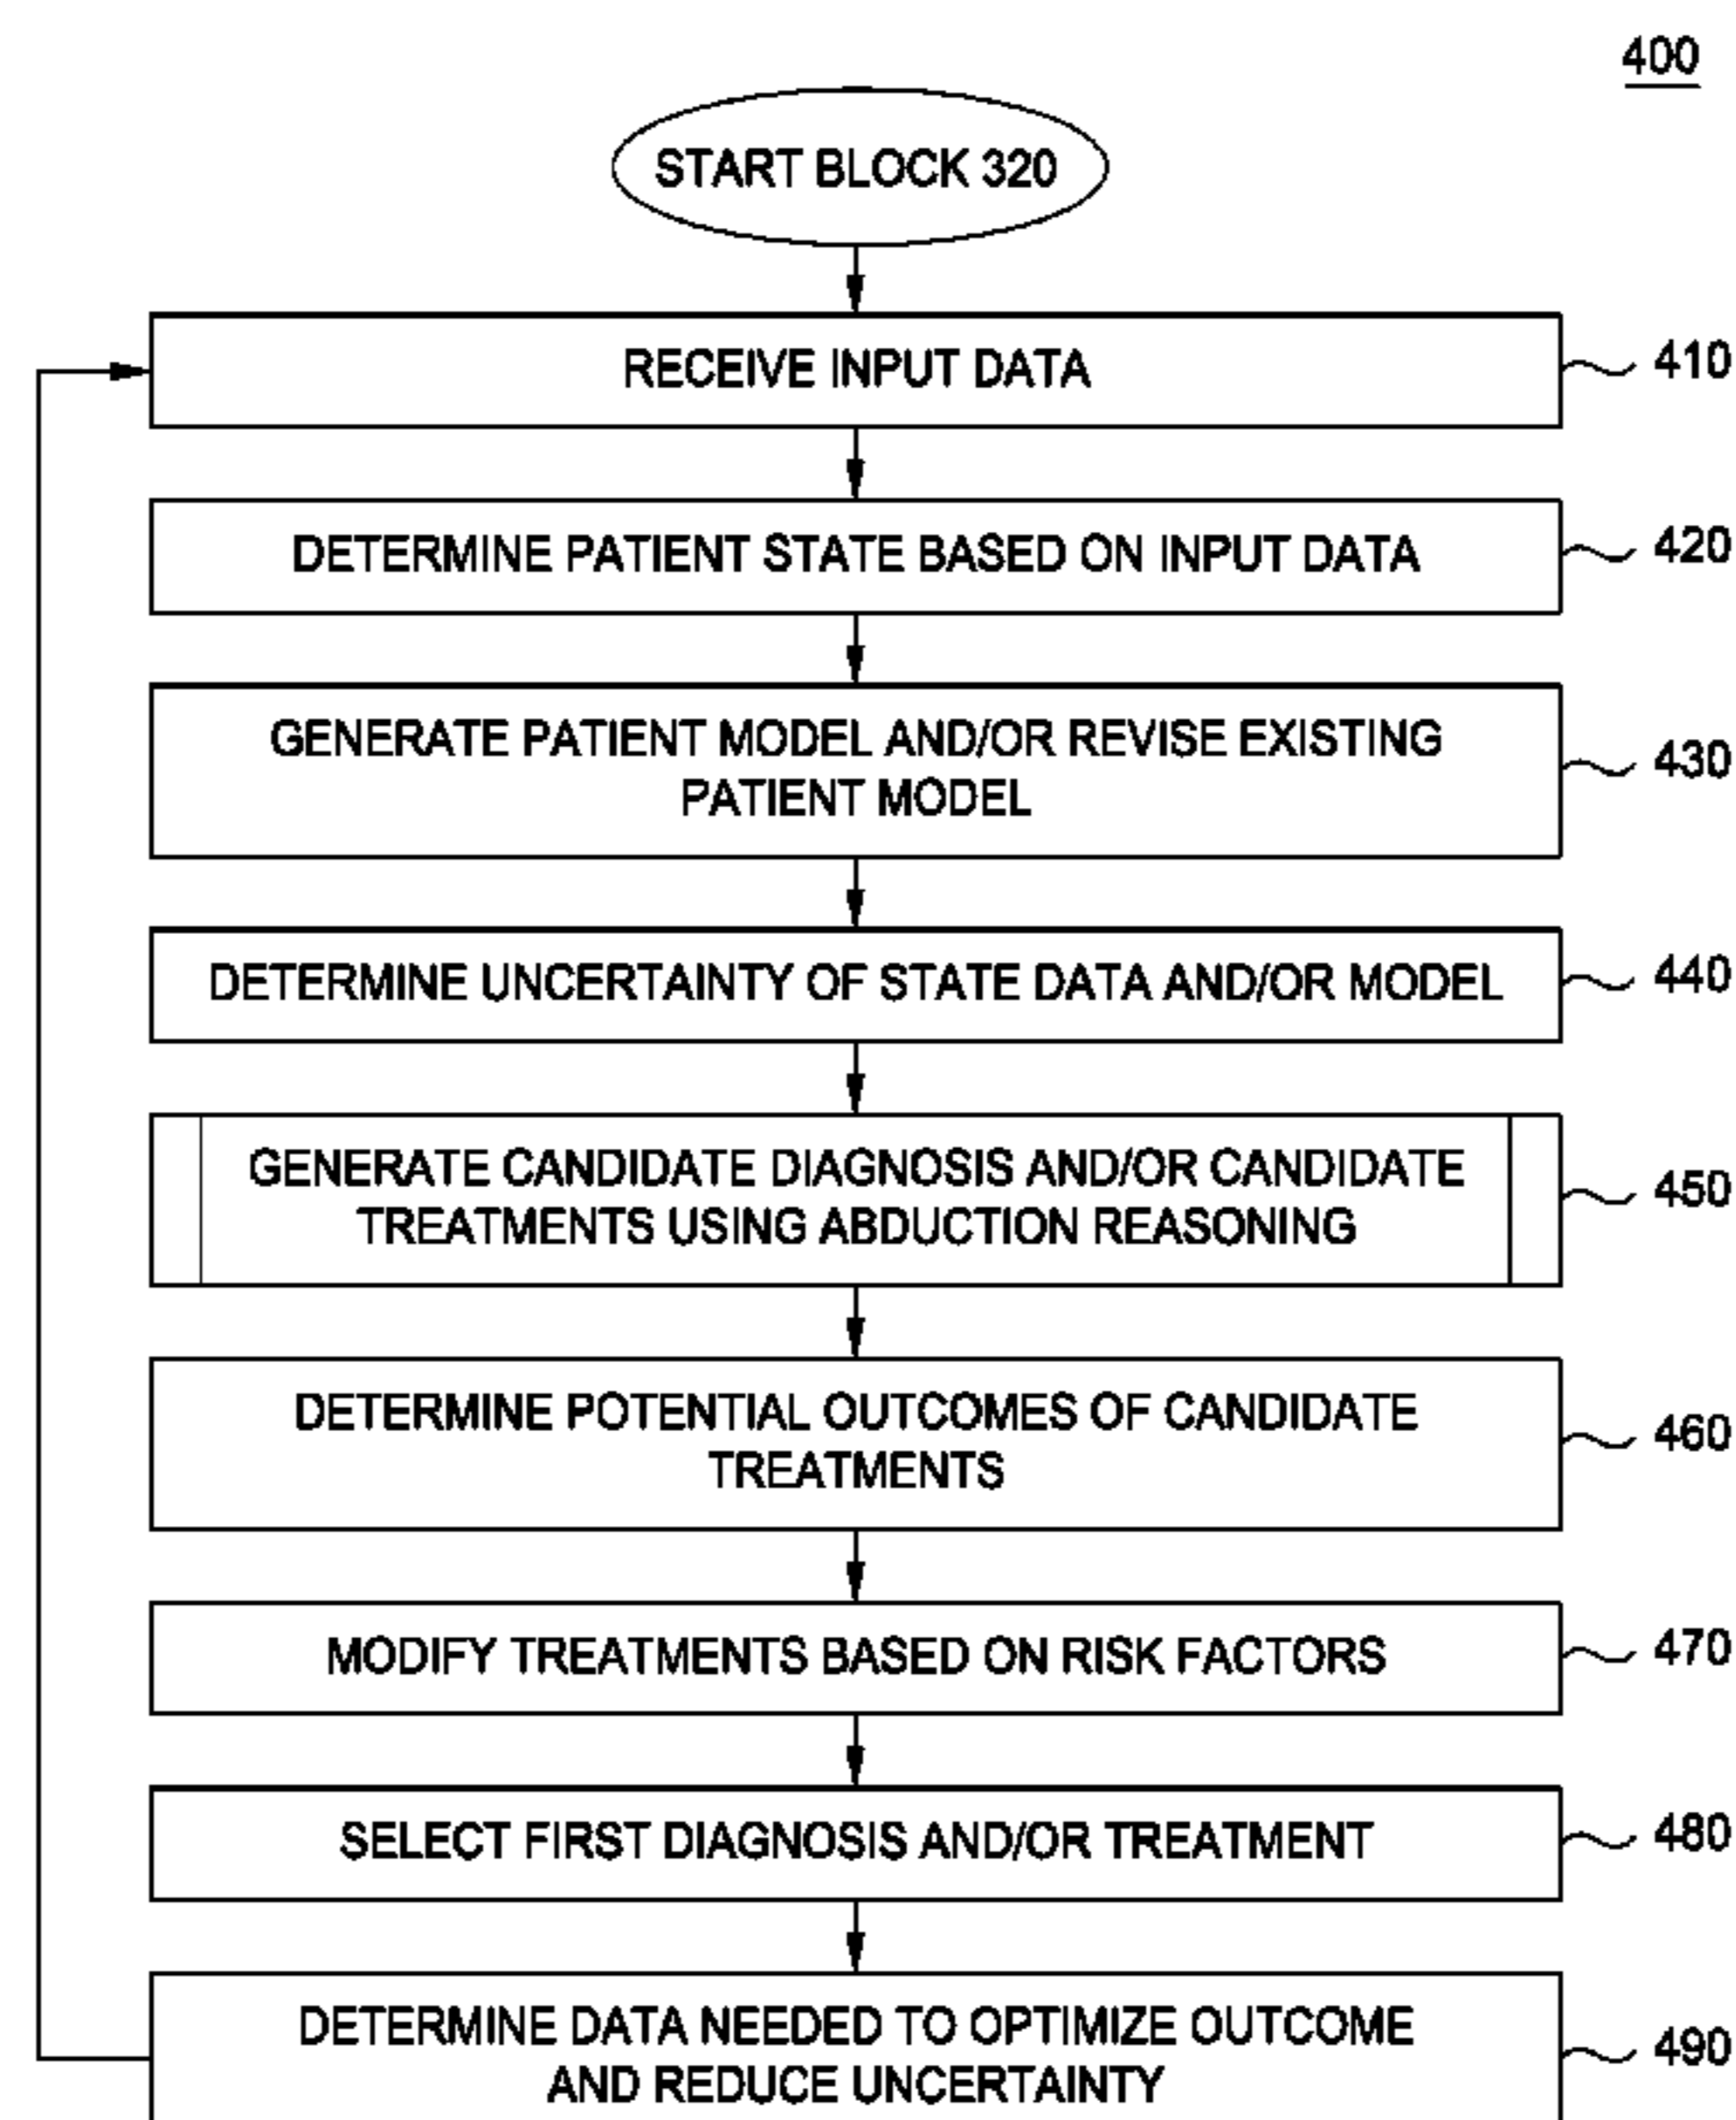 400
START BLOCK 320
RECEIVE INPUT DATA
410
DETERMINE PATIENT STATE BASED ON INPUT DATA
420
GENERATE PATIENT MODEL AND/OR REVISE EXISTING
PATIENT MODEL
430
DETERMINE UNCERTAINTY OF STATE DATA AND/OR MODEL
440
GENERATE CANDIDATE DIAGNOSIS AND/OR CANDIDATE
TREATMENTS USING ABDUCTION REASONING
450
DETERMINE POTENTIAL OUTCOMES OF CANDIDATE
TREATMENTS
460
MODIFY TREATMENTS BASED ON RISK FACTORS
470
SELECT FIRST DIAGNOSIS AND/OR TREATMENT
480
DETERMINE DATA NEEDED TO OPTIMIZE OUTCOME
AND REDUCE UNCERTAINTY
490